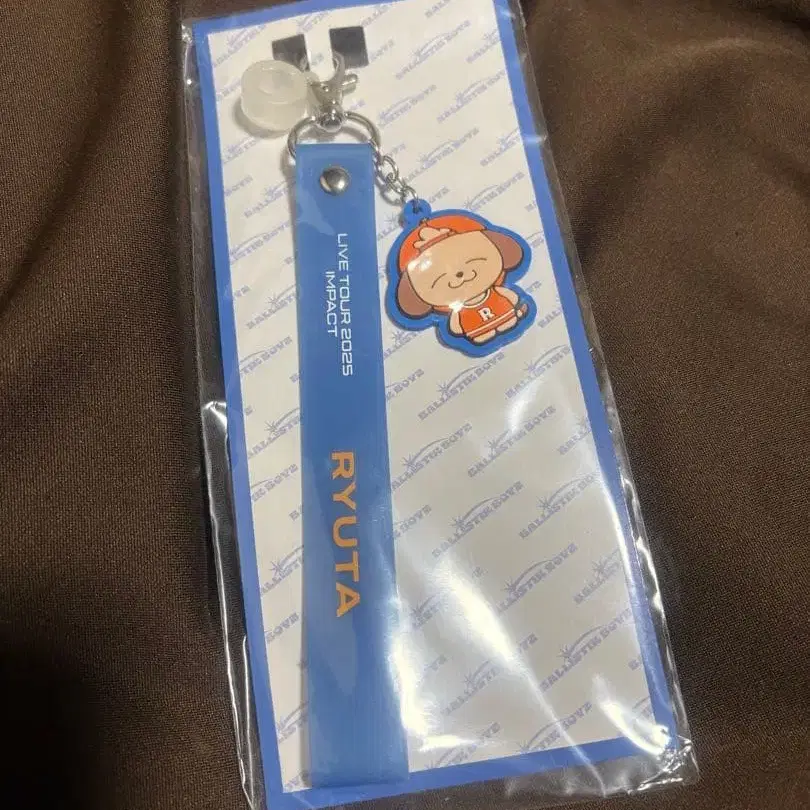 LIVE TOUR 2025
IMPACT
RYUTA
R
BALLISTIK BOYZ